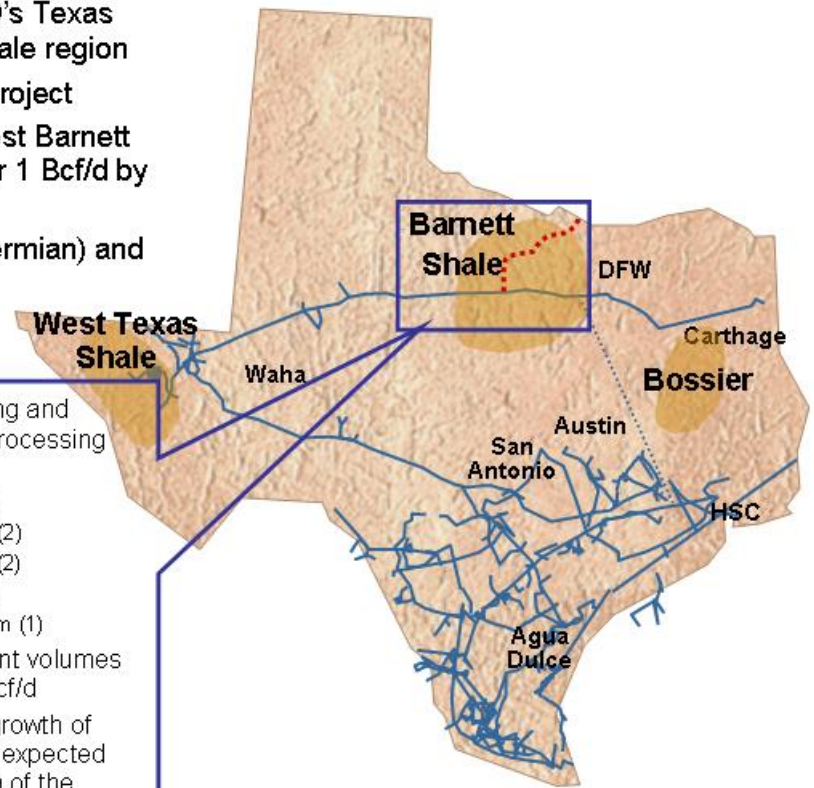 's Texas
ale region
roject
st Barnett
r 1 Bcf/d by
ermian) and
ng and
rocessing
(2)
(2)
m (1)
nt volumes
cf/d
rowth of
expected
of the
Barnett
Shale
DFW
West Texas
Shale
Waha
Carthage
Bossier
Austin
San
Antonio
HSC
Agua
Dulce